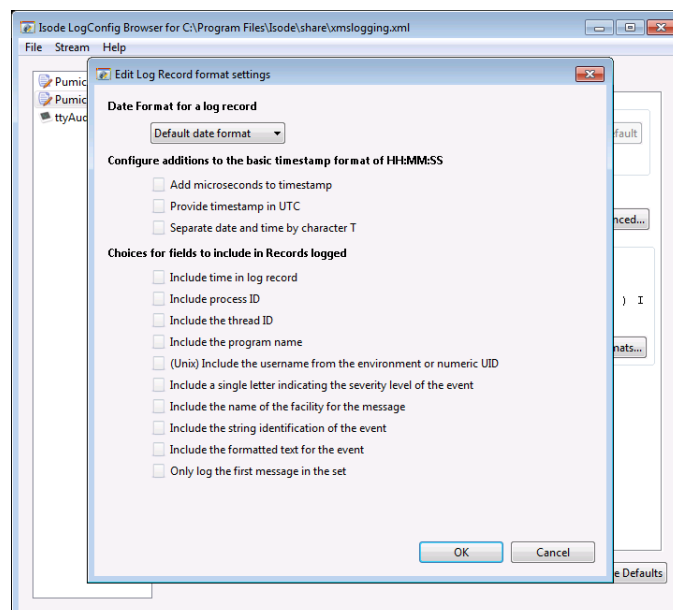 Isode LogConfig Browser for C:\Program Files\Isode\share\xmslogging.xml
File Stream Help
Pumic
Pumic
ttyAud
Edit Log Record format settings
Date Format for a log record
Default date format
Configure additions to the basic timestamp format of HH:MM:SS
Add microseconds to timestamp
Provide timestamp in UTC
Separate date and time by character T
Choices for fields to include in Records logged
Include time in log record
Include process ID
Include the thread ID
Include the program name
(Unix) Include the username from the environment or numeric UID
Include a single letter indicating the severity level of the event
Include the name of the facility for the message
Include the string identification of the event
Include the formatted text for the event
Only log the first message in the set
OK Cancel
fault
nced...
) I
nats...
e Defaults